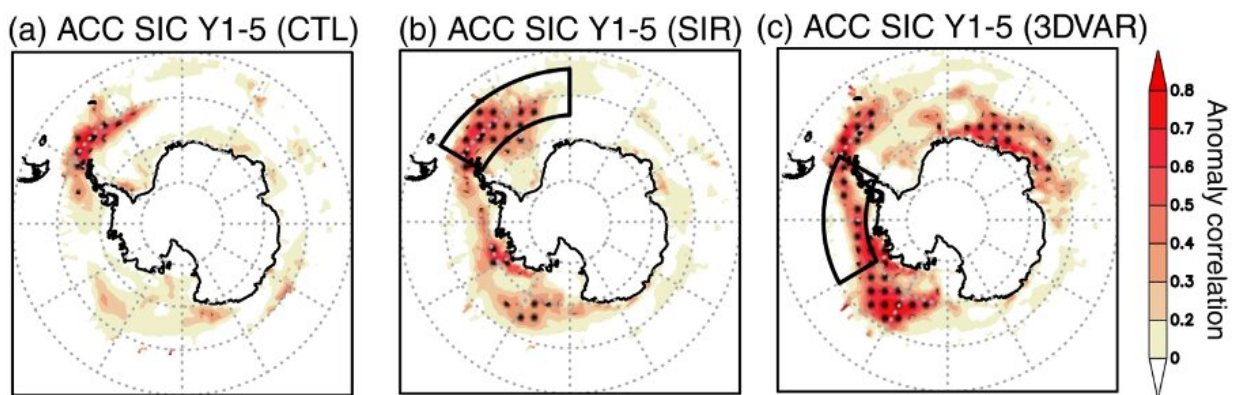 (a) ACC SIC Y1-5 (CTL)
(b) ACC SIC Y1-5 (SIR)
(c) ACC SIC Y1-5 (3DVAR)
0.8
0.7
0.6
0.5
0.4
0.3
0.2
0
Anomaly correlation